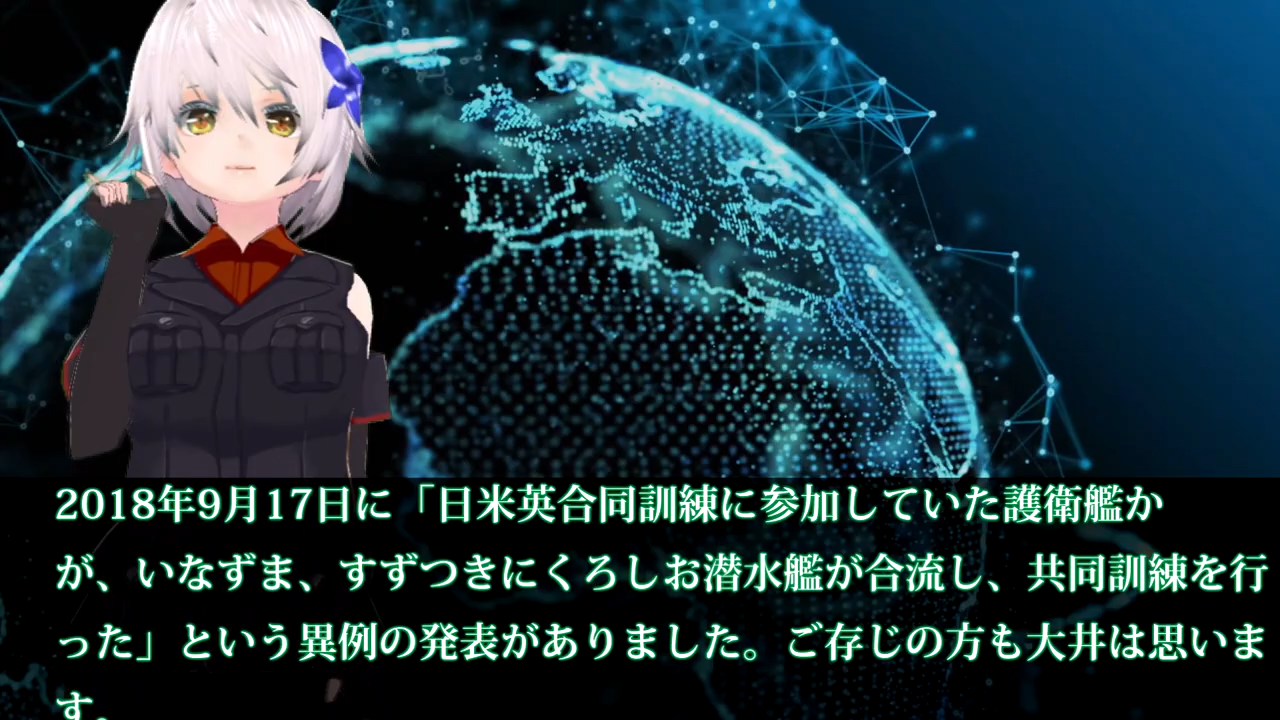 2018年9月17日に「日米英合同訓練に参加していた護衛艦か
が、いなずま、すずつきにくろしお潜水艦が合流し、共同訓練を行
った」という異例の発表がありました。ご存じの方も大井は思いま
す。